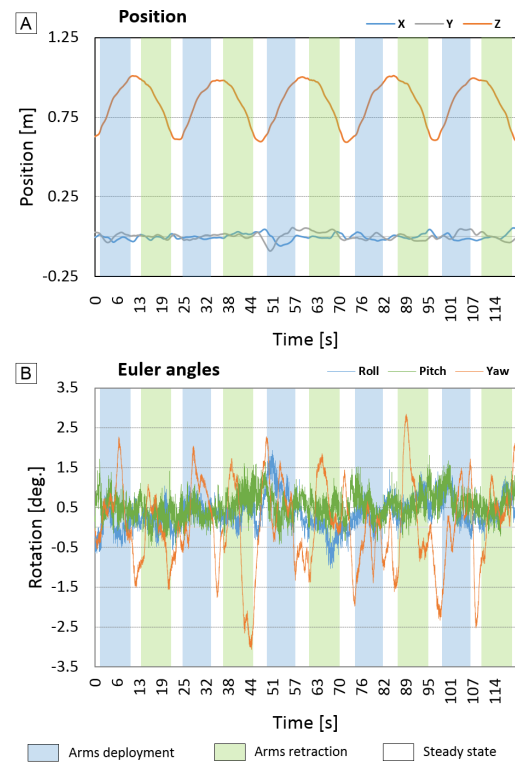 A
Position
X Y Z
1.25
0.75
0.25
-0.25
Position [m]
0 6 13 19 25 32 38 44 51 57 63 70 76 82 89 95 101 107 114
Time [s]
B
Euler angles
Roll Pitch Yaw
3.5
2.5
1.5
0.5
-0.5
-1.5
-2.5
-3.5
Rotation [deg.]
0 6 13 19 25 32 38 44 51 57 63 70 76 82 89 95 101 107 114
Time [s]
Arms deployment Arms retraction Steady state